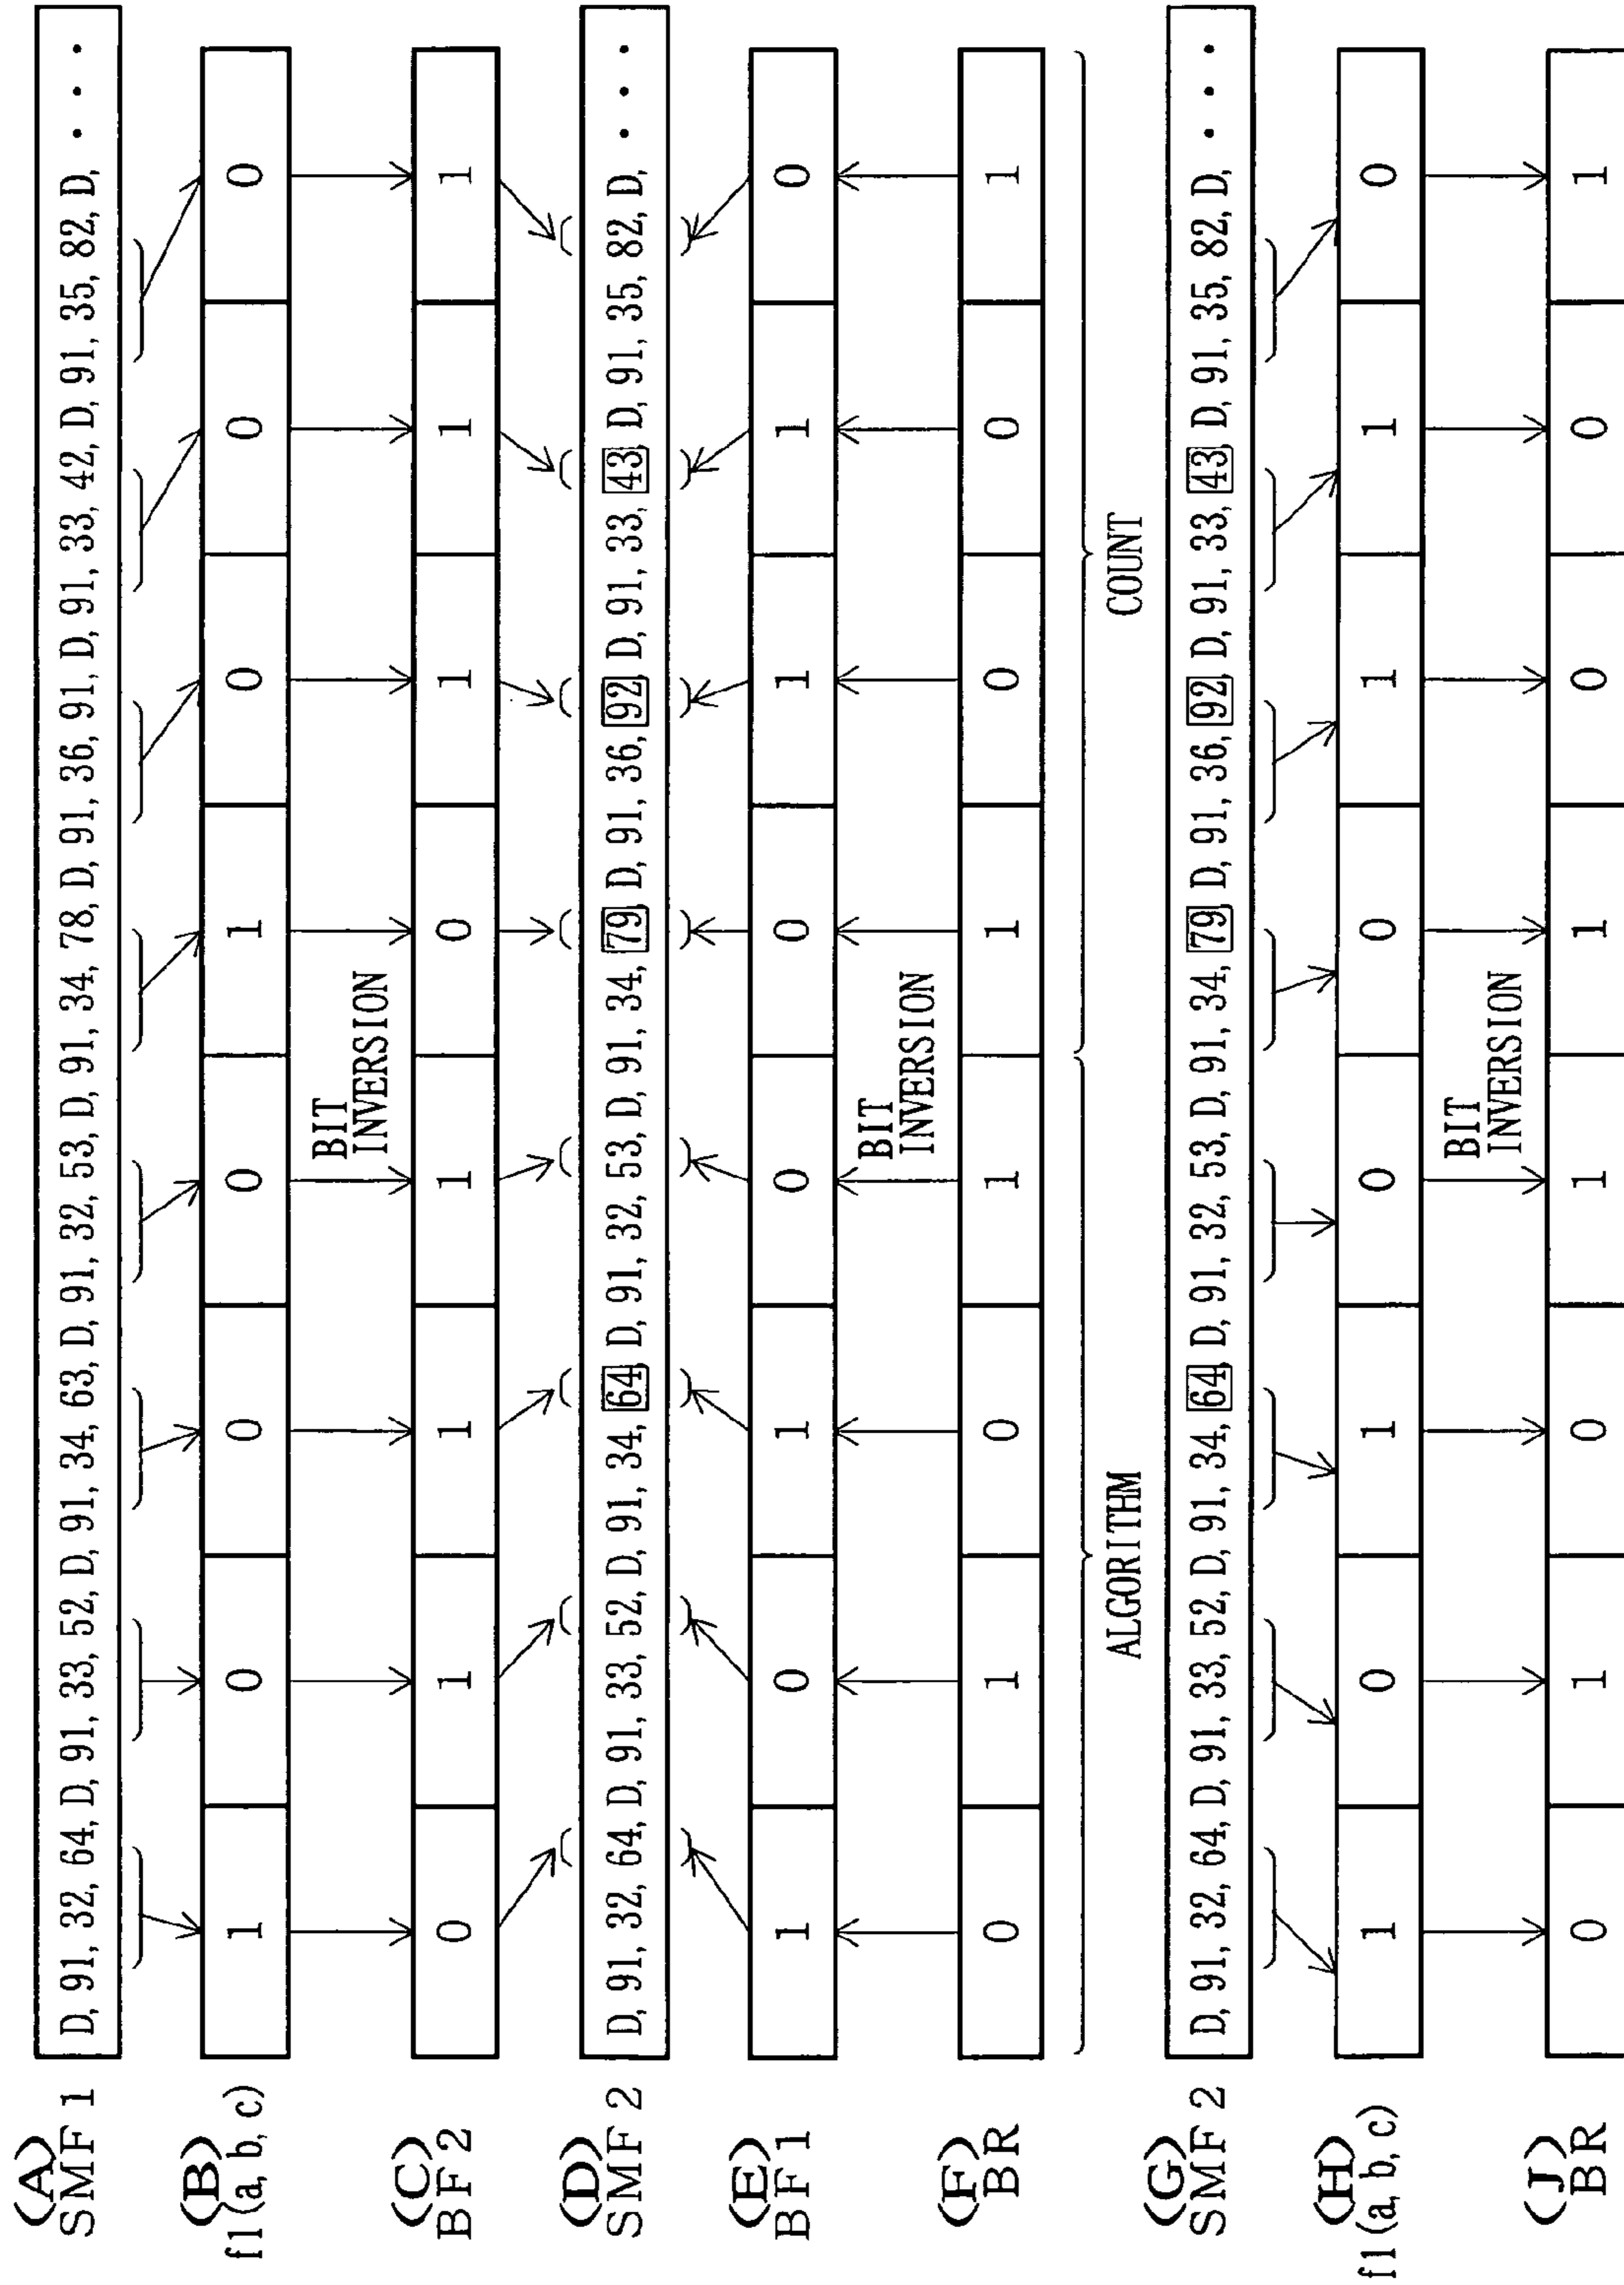 (A)
SMF 1
D, 91, 32, 64, D, 91, 33, 52, D, 91, 34, 63, D, 91, 32, 53, D, 91, 34, 78, D, 91, 36, 91, D, 91, 33, 42, D, 91, 35, 82, D, ・・・
(B)
f1(a, b, c)
1 0 0 0 1 0 0 0
BIT
INVERSION
(C)
BF2
0 1 1 1 0 1 1 1
(D)
SMF 2
D, 91, 32, 64, D, 91, 33, 52, D, 91, 34, 64, D, 91, 32, 53, D, 91, 34, 79, D, 91, 36, 92, D, 91, 33, 43, D, 91, 35, 82, D, ・・・
(E)
BF1
1 0 1 0 0 1 1 0
BIT
INVERSION
(F)
BR
0 1 0 1 1 0 0 1
ALGORITHM COUNT
(G)
SMF 2
D, 91, 32, 64, D, 91, 33, 52, D, 91, 34, 64, D, 91, 32, 53, D, 91, 34, 79, D, 91, 36, 92, D, 91, 33, 43, D, 91, 35, 82, D, ・・・
(H)
f1(a, b, c)
1 0 1 0 0 1 1 0
BIT
INVERSION
(J)
BR
0 1 0 1 1 0 0 1